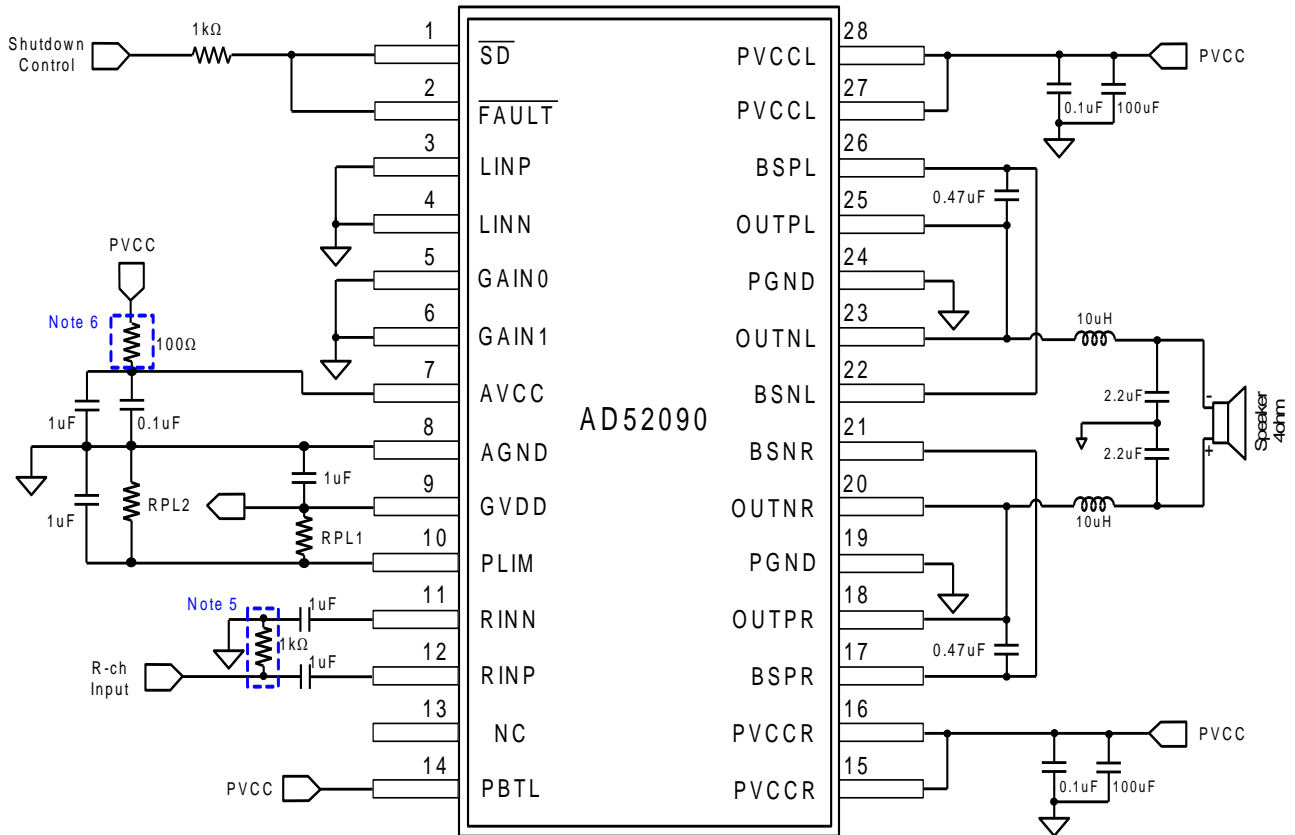 Shutdown
Control
1kΩ
1
SD
2
FAULT
3
LINP
4
LINN
5
GAIN0
6
GAIN1
7
AVCC
8
AGND
9
GVDD
10
PLIM
11
RINN
12
RINP
13
NC
14
PBTL
AD52090
28
PVCCL
27
PVCCL
26
BSPL
25
OUTPL
24
PGND
23
OUTNL
22
BSNL
21
BSNR
20
OUTNR
19
PGND
18
OUTPR
17
BSPR
16
PVCCR
15
PVCCR
PVCC
Note 6
100Ω
1uF
0.1uF
1uF
RPL2
1uF
RPL1
Note 5
1uF
1kΩ
1uF
R-ch
Input
PVCC
PVCC
0.1uF
100uF
0.47uF
10uH
2.2uF
2.2uF
-
+
Speaker
4ohm
10uH
0.47uF
PVCC
0.1uF
100uF